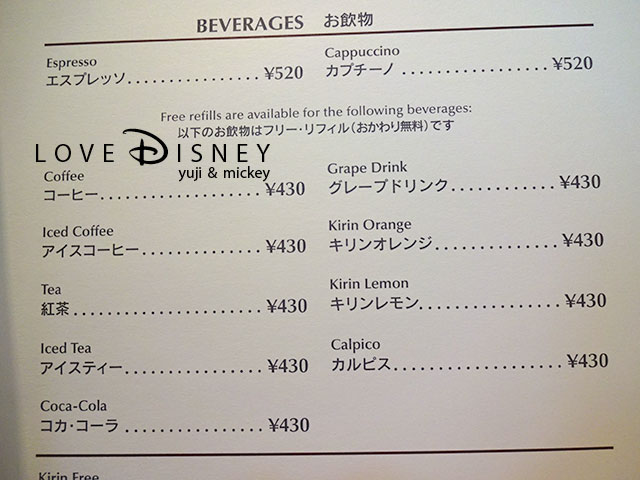 BEVERAGES お飲物
Espresso
エスプレッソ................¥520
Cappuccino
カプチーノ..................¥520
Free refills are available for the following beverages:
以下のお飲物はフリー・リフィル(おかわり無料)です
LOVE DISNEY
yuji & mickey
Coffee
コーヒー....................¥430
Grape Drink
グレープドリンク.............¥430
Iced Coffee
アイスコーヒー...............¥430
Kirin Orange
キリンオレンジ...............¥430
Tea
紅茶.......................¥430
Kirin Lemon
キリンレモン.................¥430
Iced Tea
アイスティー.................¥430
Calpico
カルピス....................¥430
Coca-Cola
コカ・コーラ.................¥430
Kirin Free